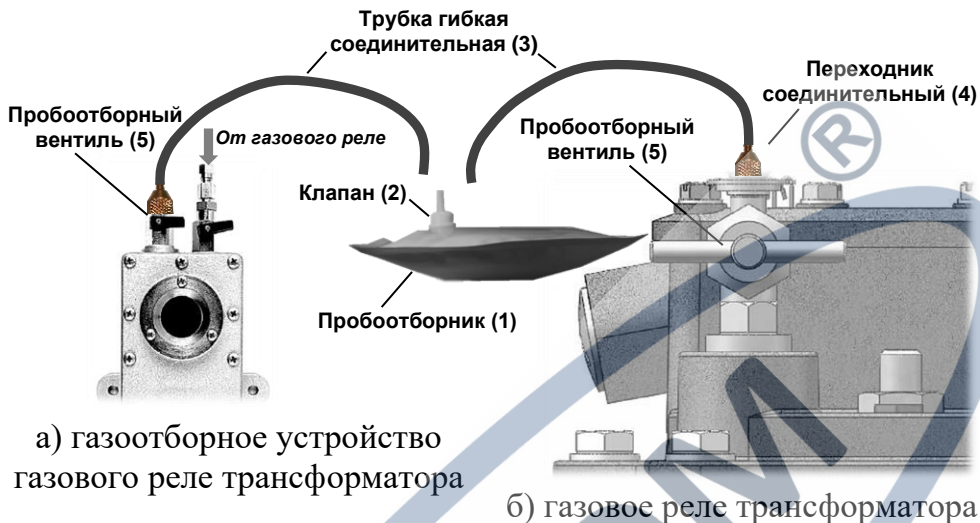 Трубка гибкая
соединительная (3)
Переходник
соединительный (4)
Пробоотборный
вентиль (5)
От газового реле
Пробоотборный
вентиль (5)
Клапан (2)
Пробоотборник (1)
а) газоотборное устройство
газового реле трансформатора
б) газовое реле трансформатора
®
М